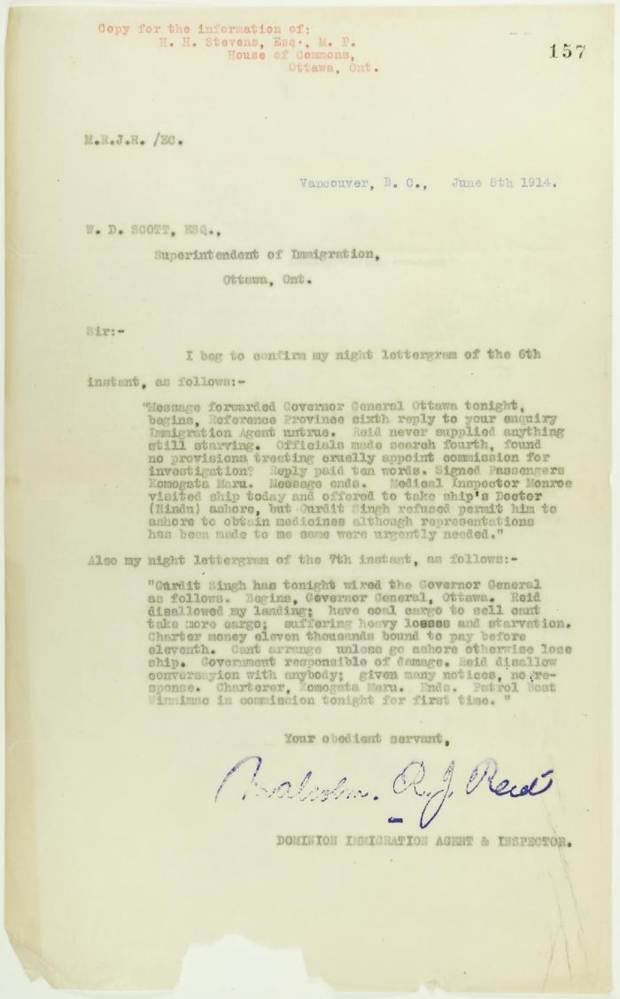 Copy for the information of:
H. H. Stevens, Esq., M. P.
House of Commons,
Ottawa, Ont.
157
M.R.J.R. /EC.
Vancouver, B. C., June 8th 1914.
W. D. SCOTT, ESQ.,
Superintendent of Immigration,
Ottawa, Ont.
Sir:-
I beg to confirm my night lettergram of the 6th
instant, as follows:-
"Message forwarded Governor General Ottawa tonight,
begins, Reference Province sixth reply to your enquiry
Immigration Agent untrue. Reid never supplied anything
still starving. Officials made search fourth, found
no provisions treating cruelly appoint commission for
investigation? Reply paid ten words. Signed Passengers
Komogata Maru. Message ends. Medical Inspector Monroe
visited ship today and offered to take ship's Doctor
(Hindu) ashore, but Gurdit Singh refused permit him to
ashore to obtain medicines although representations
has been made to me same were urgently needed."
Also my night lettergram of the 7th instant, as follows:-
"Gurdit Singh has tonight wired the Governor General
as follows. Begins, Governor General, Ottawa. Reid
disallowed my landing; have coal cargo to sell cant
take more cargo; suffering heavy losses and starvation.
Charter money eleven thousands bound to pay before
eleventh. Cant arrange unless go ashore otherwise lose
ship. Government responsible of damage. Reid disallow
conversayion with anybody; given many notices, no re-
sponse. Charterer, Komogata Maru. Ends. Patrol Boat
Winnimac in commission tonight for first time. "
Your obedient servant,
Malcolm. R. J. Reid
DOMINION IMMIGRATION AGENT & INSPECTOR.